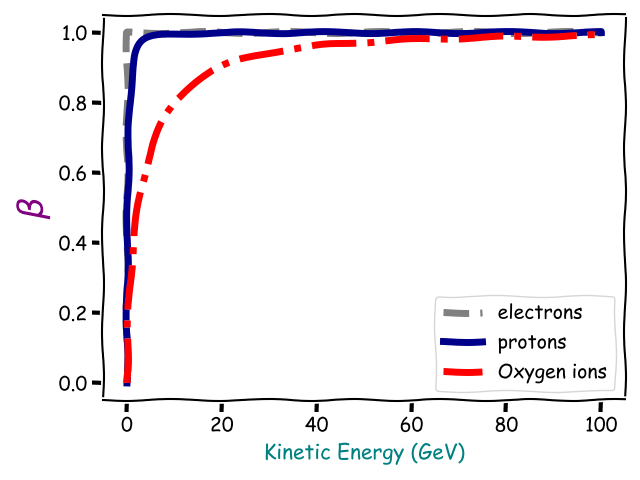 1.0
0.8
0.6
0.4
0.2
0.0
β
electrons
protons
Oxygen ions
0 20 40 60 80 100
Kinetic Energy (GeV)